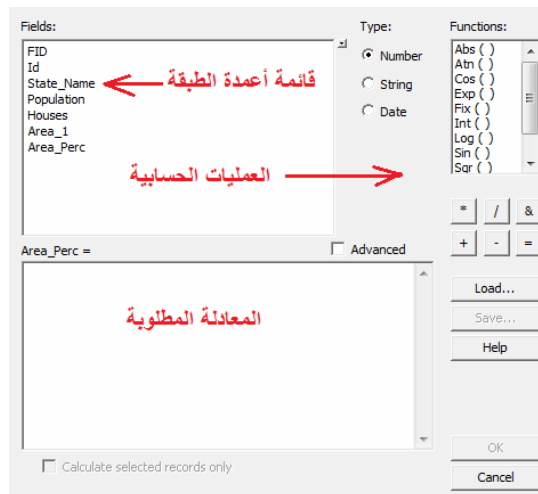 Fields:
Type:
Functions:
FID
Id
State_Name
Population
Houses
Area_1
Area_Perc
قائمة أعمدة الطبقة
Number
String
Date
Abs ( )
Atn ( )
Cos ( )
Exp ( )
Fix ( )
Int ( )
Log ( )
Sin ( )
Sqr ( )
العمليات الحسابية
* / &
+ - =
Area_Perc =
Advanced
المعادلة المطلوبة
Load...
Save...
Help
Calculate selected records only
OK
Cancel